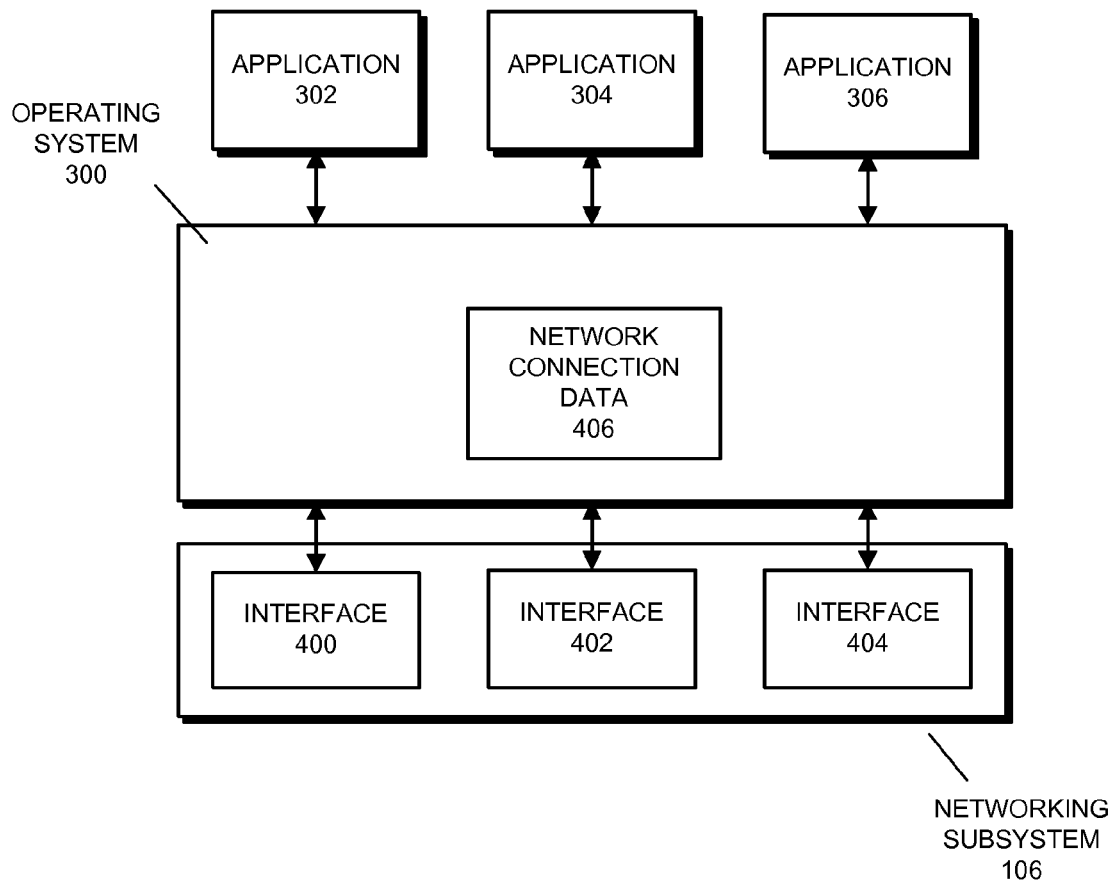 APPLICATION
302
APPLICATION
304
APPLICATION
306
OPERATING
SYSTEM
300
NETWORK
CONNECTION
DATA
406
INTERFACE
400
INTERFACE
402
INTERFACE
404
NETWORKING
SUBSYSTEM
106